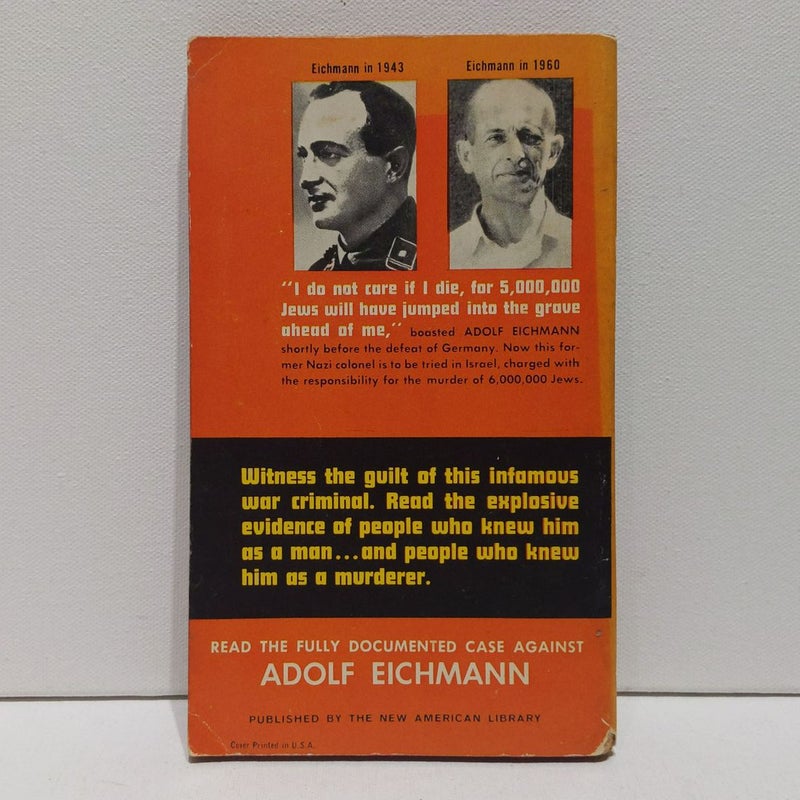 Eichmann in 1943
Eichmann in 1960
"I do not care if I die, for 5,000,000
Jews will have jumped into the grave
ahead of me," boasted ADOLF EICHMANN
shortly before the defeat of Germany. Now this for-
mer Nazi colonel is to be tried in Israel, charged with
the responsibility for the murder of 6,000,000 Jews.
Witness the guilt of this infamous
war criminal. Read the explosive
evidence of people who knew him
as a man...and people who knew
him as a murderer.
READ THE FULLY DOCUMENTED CASE AGAINST
ADOLF EICHMANN
PUBLISHED BY THE NEW AMERICAN LIBRARY
Cover Printed in U.S.A.